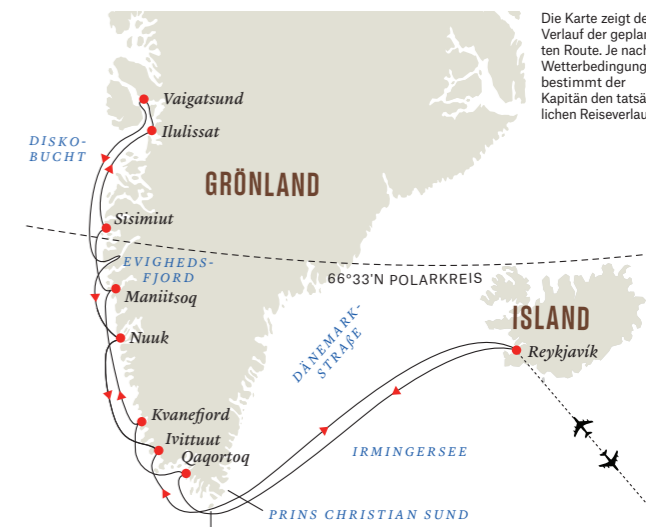 Die Karte zeigt de
Verlauf der geplan
ten Route. Je nach
Wetterbedingung
bestimmt der
Kapitän den tatsä
lichen Reiseverlau
Vaigatsund
Ilulissat
DISKO-
BUCHT
GRÖNLAND
Sisimiut
EVIGHEDS-
FJORD
66°33'N POLARKREIS
Maniitsoq
ISLAND
DÄNEMARK-
STRAßE
Nuuk
Reykjavík
Kvanefjord
Ivittuut
Qaqortoq
IRMINGERSEE
PRINS CHRISTIAN SUND